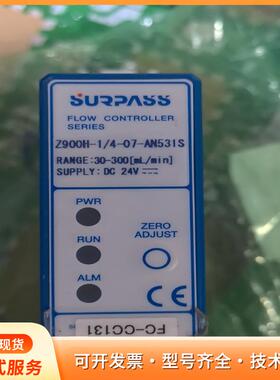 SURPASS
FLOW CONTROLLER
SERIES
Z900H-1/4-07-AN531S
RANGE:30-300[mL/min]
SUPPLY: DC 24V
PWR
RUN
ALM
ZERO
ADJUST
CE
FC-CC131
现货
式服务
可开发票·型号齐全·技术